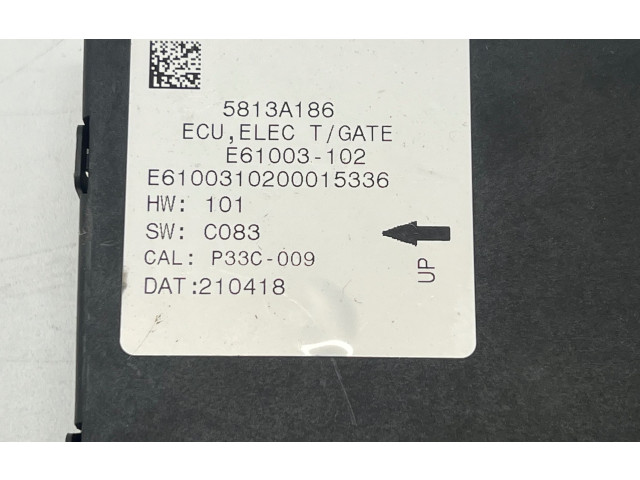 5813A186
ECU,ELEC T/GATE
E61003-102
E6100310200015336
HW: 101
SW: C083
CAL: P33C-009
DAT:210418
UP